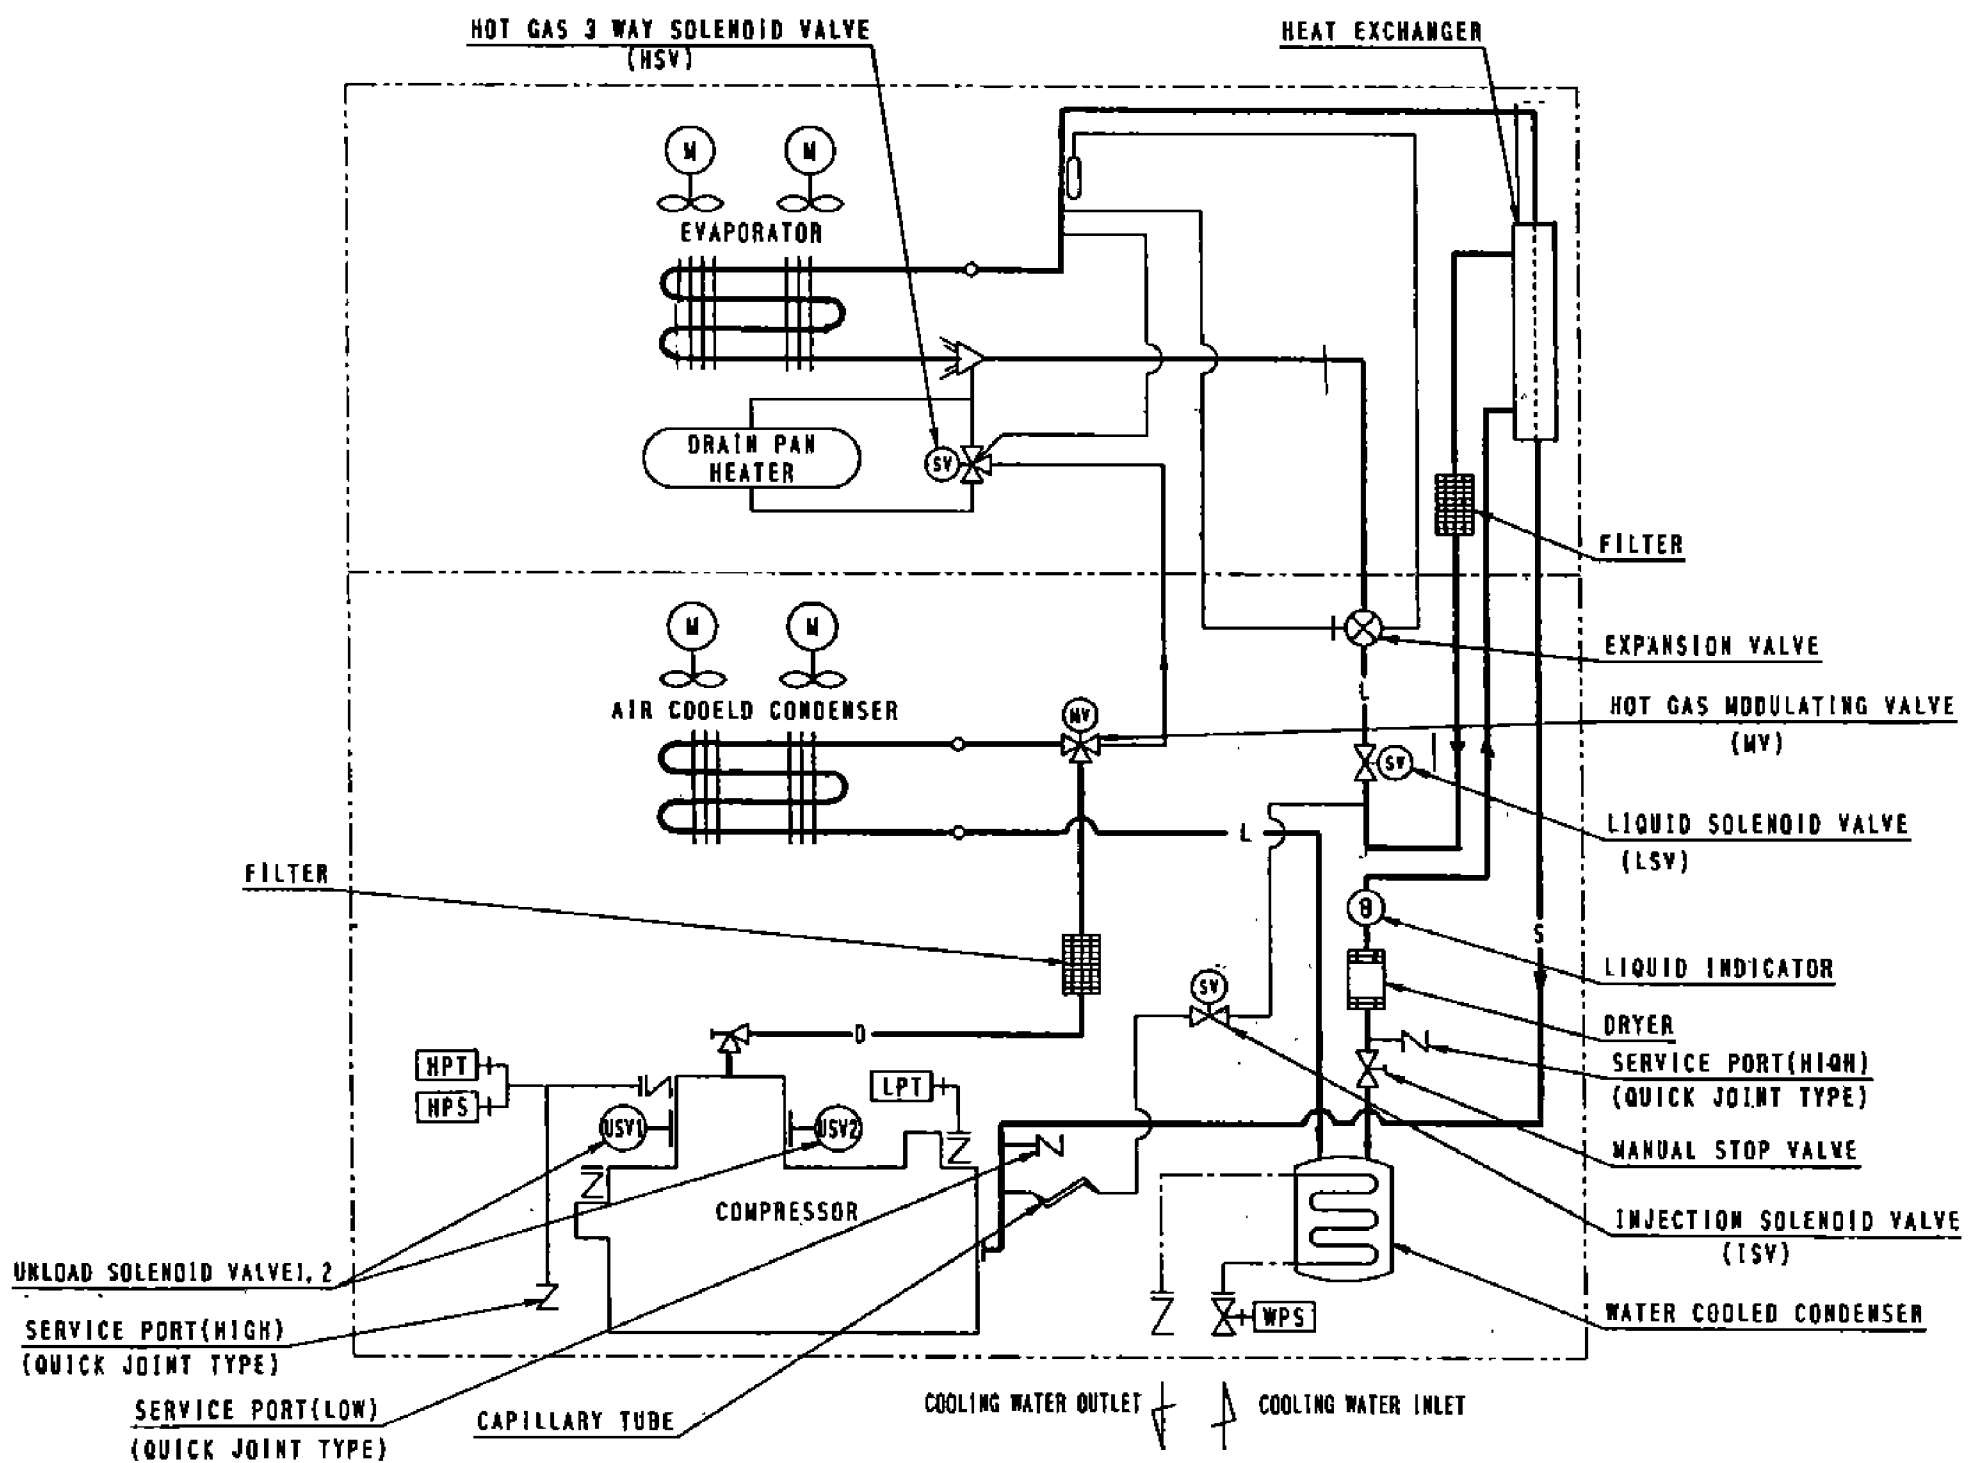 HOT GAS 3 WAY SOLENOID VALVE
(HSV)
HEAT EXCHANGER
M
M
EVAPORATOR
DRAIN PAN
HEATER
SV
FILTER
M
M
EXPANSION VALVE
AIR COOELD CONDENSER
MV
HOT GAS MODULATING VALVE
(MV)
L
SV
LIQUID SOLENOID VALVE
(LSV)
L
FILTER
S
LIQUID INDICATOR
SV
DRYER
D
SERVICE PORT(HIGH)
(QUICK JOINT TYPE)
HPT
HPS
LPT
USV1
USV2
MANUAL STOP VALVE
COMPRESSOR
INJECTION SOLENOID VALVE
(ISV)
UNLOAD SOLENOID VALVE1,2
WPS
WATER COOLED CONDENSER
SERVICE PORT(HIGH)
(QUICK JOINT TYPE)
SERVICE PORT(LOW)
(QUICK JOINT TYPE)
CAPILLARY TUBE
COOLING WATER OUTLET
COOLING WATER INLET